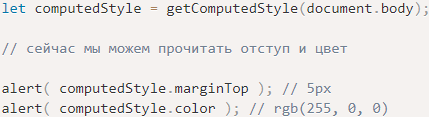 let computedStyle = getComputedStyle(document.body);
// сейчас мы можем прочитать отступ и цвет
alert( computedStyle.marginTop ); // 5px
alert( computedStyle.color ); // rgb(255, 0, 0)